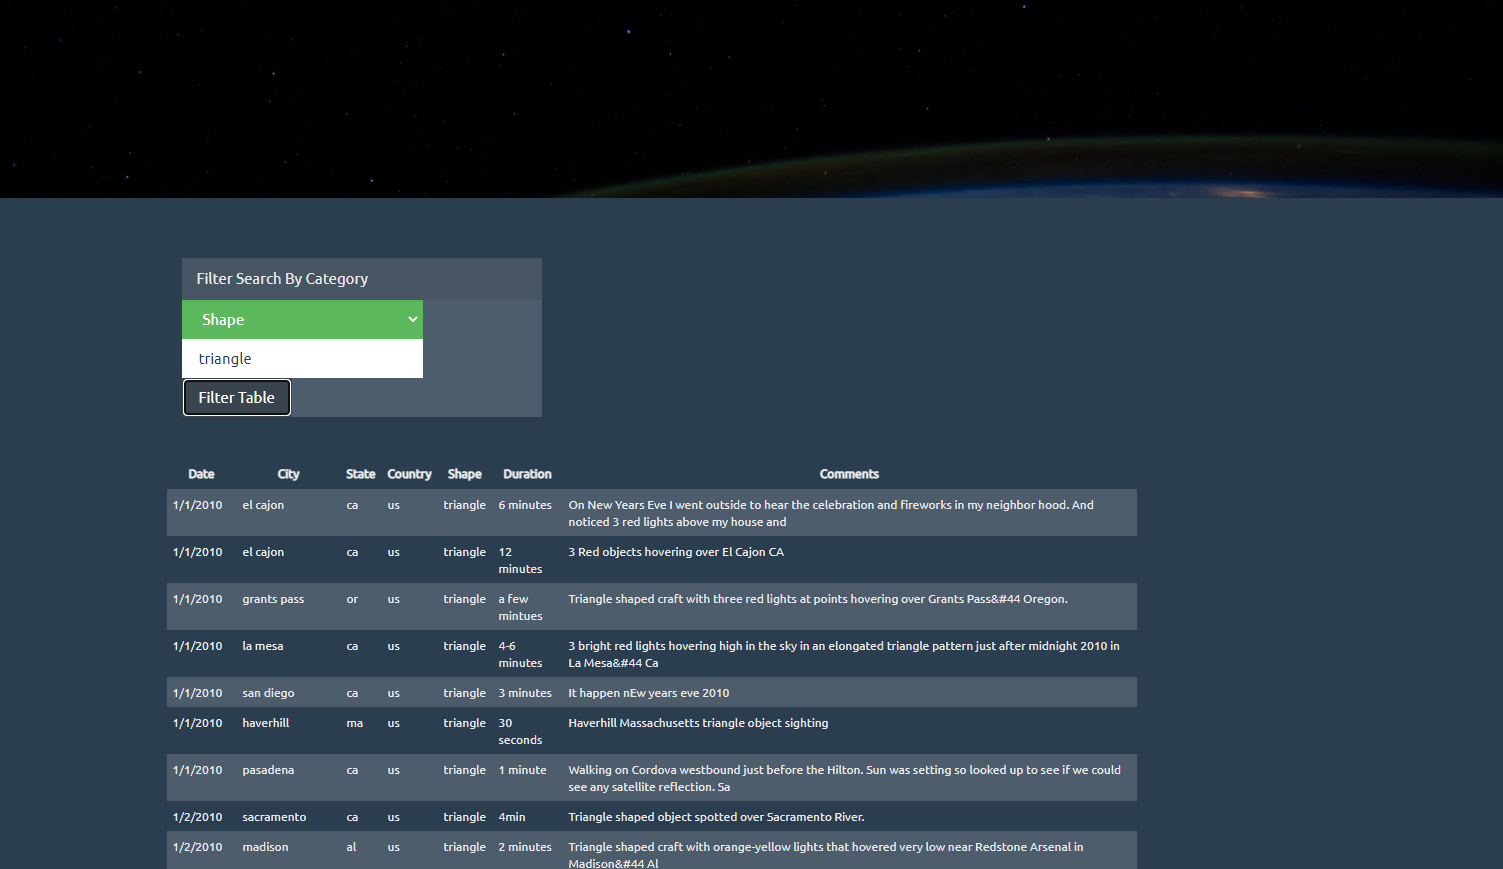 Filter Search By Category
Shape
triangle
Filter Table
Date City State Country Shape Duration Comments
1/1/2010 el cajon ca us triangle 6 minutes On New Years Eve I went outside to hear the celebration and fireworks in my neighbor hood. And
noticed 3 red lights above my house and
1/1/2010 el cajon ca us triangle 12 3 Red objects hovering over El Cajon CA
minutes
1/1/2010 grants pass or us triangle a few Triangle shaped craft with three red lights at points hovering over Grants Pass&#44 Oregon.
mintues
1/1/2010 la mesa ca us triangle 4-6 3 bright red lights hovering high in the sky in an elongated triangle pattern just after midnight 2010 in
minutes La Mesa&#44 Ca
1/1/2010 san diego ca us triangle 3 minutes It happen nEw years eve 2010
1/1/2010 haverhill ma us triangle 30 Haverhill Massachusetts triangle object sighting
seconds
1/1/2010 pasadena ca us triangle 1 minute Walking on Cordova westbound just before the Hilton. Sun was setting so looked up to see if we could
see any satellite reflection. Sa
1/2/2010 sacramento ca us triangle 4min Triangle shaped object spotted over Sacramento River.
1/2/2010 madison al us triangle 2 minutes Triangle shaped craft with orange-yellow lights that hovered very low near Redstone Arsenal in
Madison&#44 Al